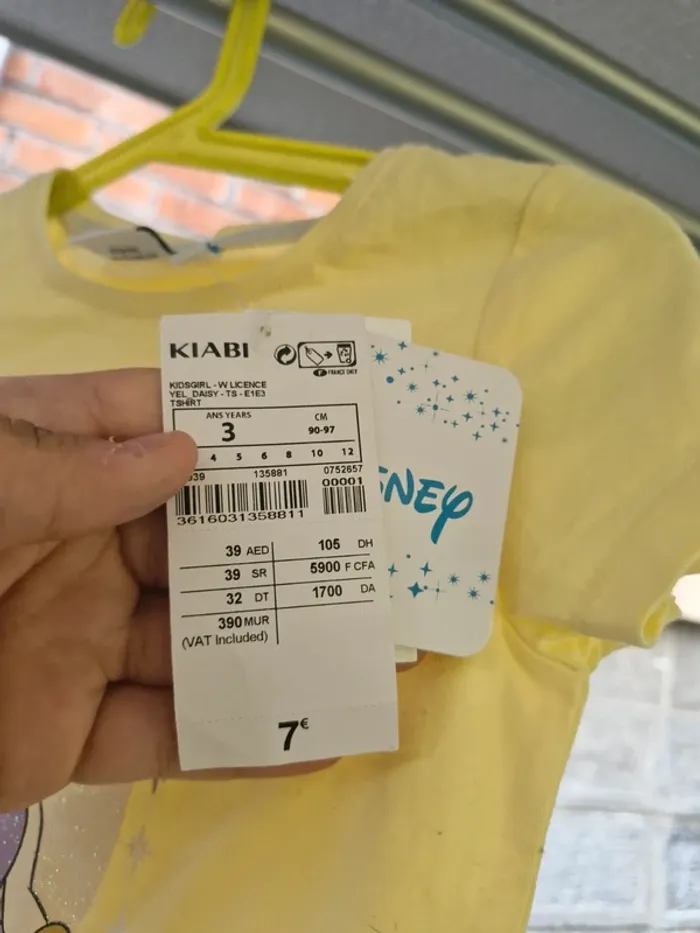 KIABI
FRANCE ONLY
KIDSGIRL - W LICENCE
YEL DAISY - TS - E1E3
TSHIRT
ANS YEARS CM
3 90-97
4 5 6 8 10 12
135881 0752657
00001
3616031358811
39 AED 105 DH
39 SR 5900 F CFA
32 DT 1700 DA
390 MUR
(VAT Included)
7€